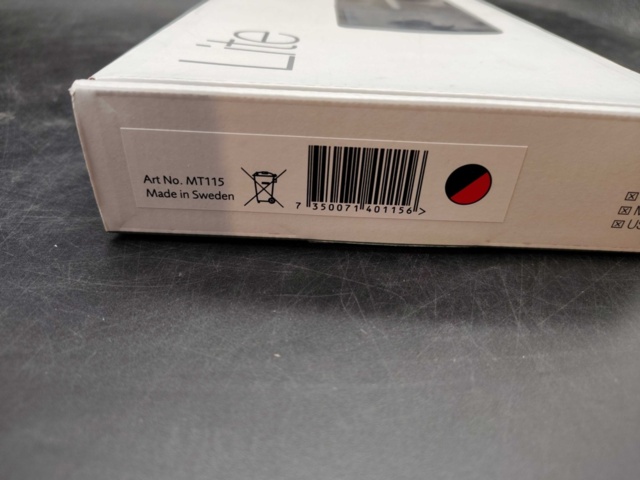 Lite
Art No. MT115
Made in Sweden
7 350071 401156 >